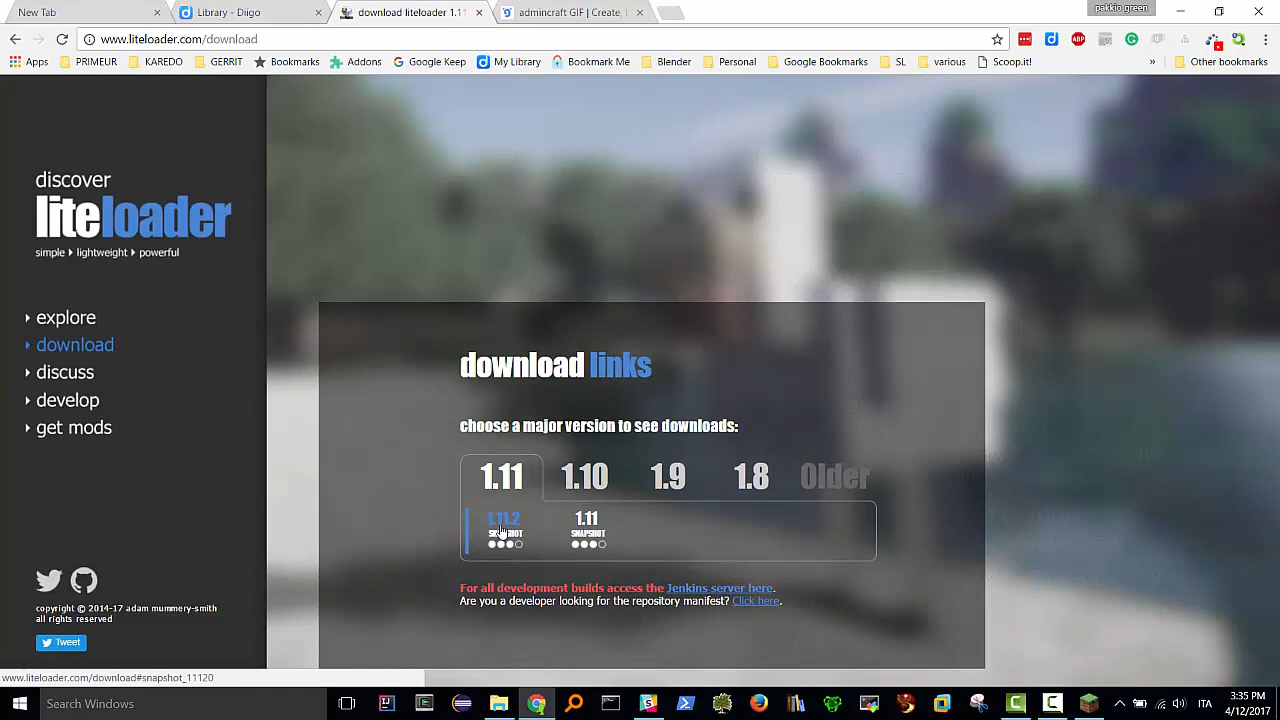 New Tab
Library - Diigo
download liteloader 1.11
admincraft GIF | Create,
pakkio green
www.liteloader.com/download
Apps
PRIMEUR
KAREDO
GERRIT
Bookmarks
Addons
Google Keep
My Library
Bookmark Me
Blender
Personal
Google Bookmarks
SL
various
Scoop.it!
»
Other bookmarks
discover
liteloader
simple lightweight powerful
explore
download
discuss
develop
get mods
download links
choose a major version to see downloads:
1.11 1.10 1.9 1.8 Older
1.11.2 1.11
SNAPSHOT SNAPSHOT
For all development builds access the Jenkins server here.
Are you a developer looking for the repository manifest? Click here.
copyright © 2014-17 adam mummery-smith
all rights reserved
Tweet
www.liteloader.com/download#snapshot_11120
Search Windows
ITA
3:35 PM
4/12/2017